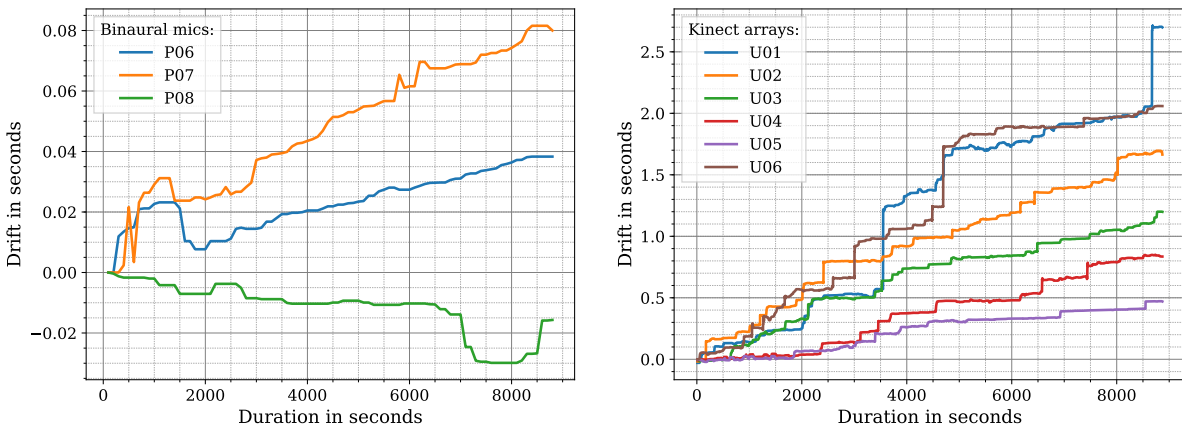 Binaural mics:
P06
P07
P08
0.08
0.06
0.04
0.02
0.00
−0.02
Drift in seconds
0 2000 4000 6000 8000
Duration in seconds
Kinect arrays:
U01
U02
U03
U04
U05
U06
2.5
2.0
1.5
1.0
0.5
0.0
Drift in seconds
0 2000 4000 6000 8000
Duration in seconds